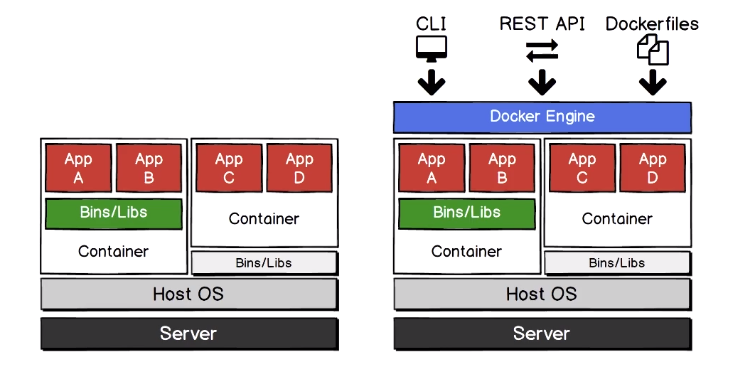 CLI
REST API
Dockerfiles
Docker Engine
App
A
App
B
App
C
App
D
Bins/Libs
Container
Container
Bins/Libs
Host OS
Server
App
A
App
B
App
C
App
D
Bins/Libs
Container
Container
Bins/Libs
Host OS
Server